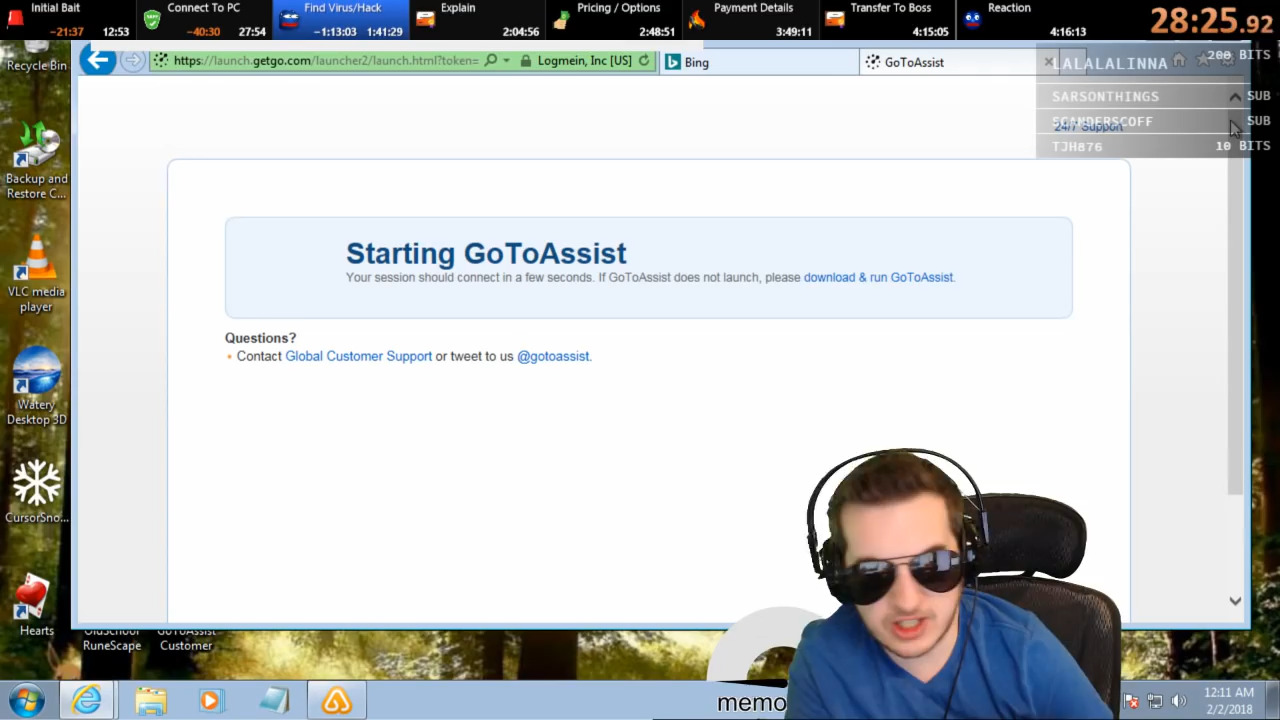 Initial Bait
-21:37 12:53
Connect To PC
-40:30 27:54
Find Virus/Hack
-1:13:03 1:41:29
Explain
2:04:56
Pricing / Options
2:48:51
Payment Details
3:49:11
Transfer To Boss
4:15:05
Reaction
4:16:13
28:25.92
https://launch.getgo.com/launcher2/launch.html?token=
Logmein, Inc [US]
Bing
GoToAssist
LALALALINNA 200 BITS
SARSONTHINGS SUB
SCANDERSCOFF SUB
24/7 Support
TJH876 10 BITS
Recycle Bin
Backup and
Restore C...
VLC media
player
Watery
Desktop 3D
CursorSno...
Hearts
OldSchool
RuneScape
GoToAssist
Customer
Starting GoToAssist
Your session should connect in a few seconds. If GoToAssist does not launch, please download & run GoToAssist.
Questions?
• Contact Global Customer Support or tweet to us @gotoassist.
memo
12:11 AM
2/2/2018